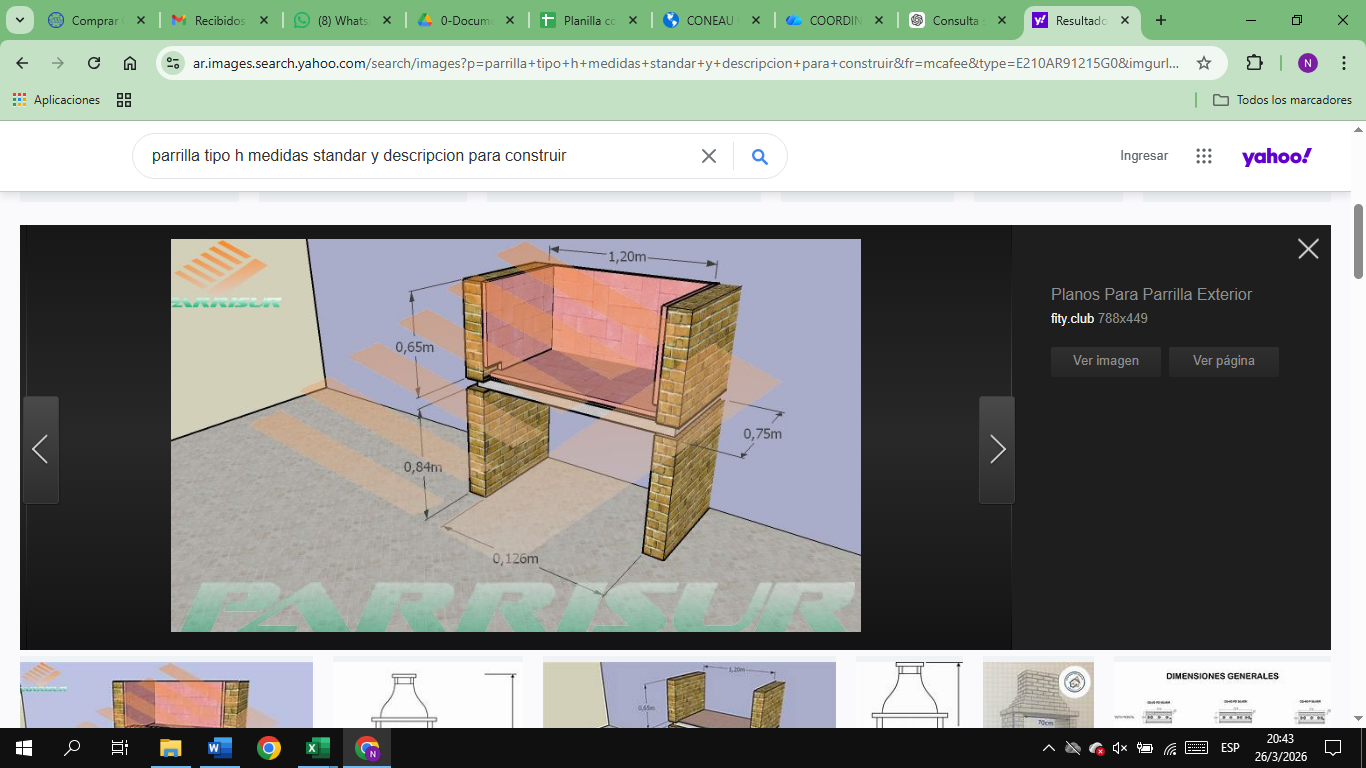 Comprar
Recibidos
(8) Whats
0-Docume
Planilla co
CONEAU
COORDIN
Consulta
Resultado
ar.images.search.yahoo.com/search/images?p=parrilla+tipo+h+medidas+standar+y+descripcion+para+construir&fr=mcafee&type=E210AR91215G0&imgurl...
N
Aplicaciones
Todos los marcadores
parrilla tipo h medidas standar y descripcion para construir
Ingresar
yahoo!
PARRISUR
1,20m
0,65m
0,75m
0,84m
0,126m
PARRISUR
Planos Para Parrilla Exterior
fity.club 788x449
Ver imagen
Ver página
1,20m
0,65m
70cm
DIMENSIONES GENERALES
ESP
20:43
26/3/2026